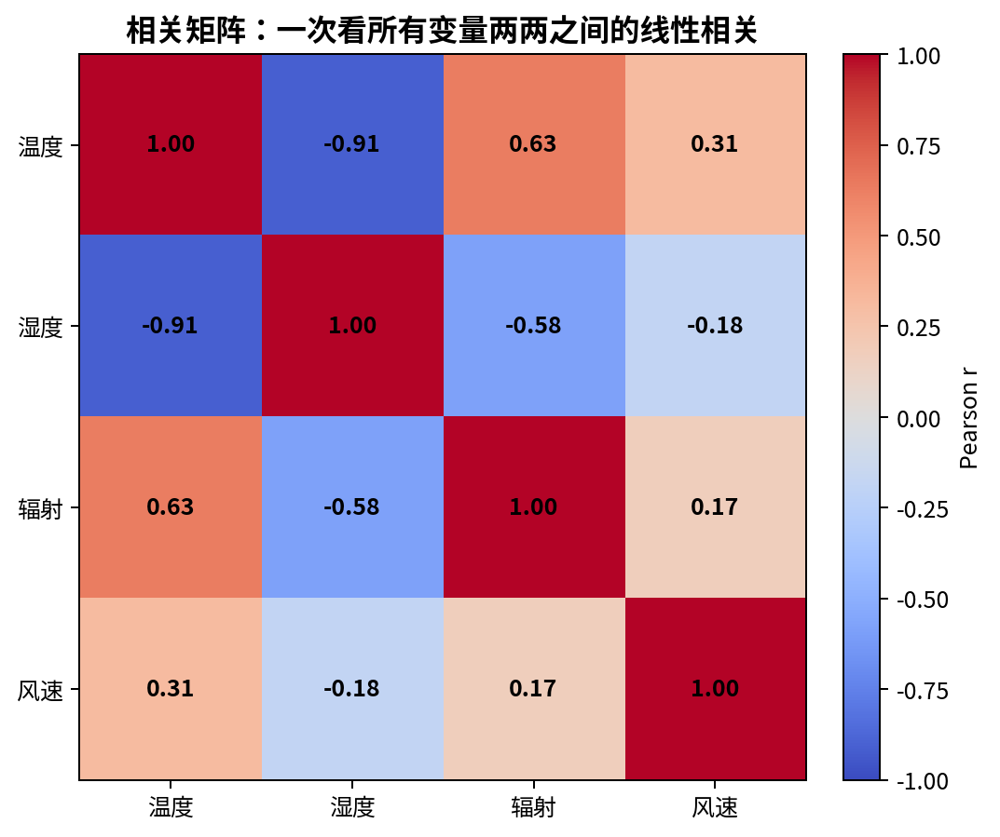 相关矩阵：一次看所有变量两两之间的线性相关
温度 1.00 -0.91 0.63 0.31
湿度 -0.91 1.00 -0.58 -0.18
辐射 0.63 -0.58 1.00 0.17
风速 0.31 -0.18 0.17 1.00
温度 湿度 辐射 风速
1.00
0.75
0.50
0.25
0.00
-0.25
-0.50
-0.75
-1.00
Pearson r